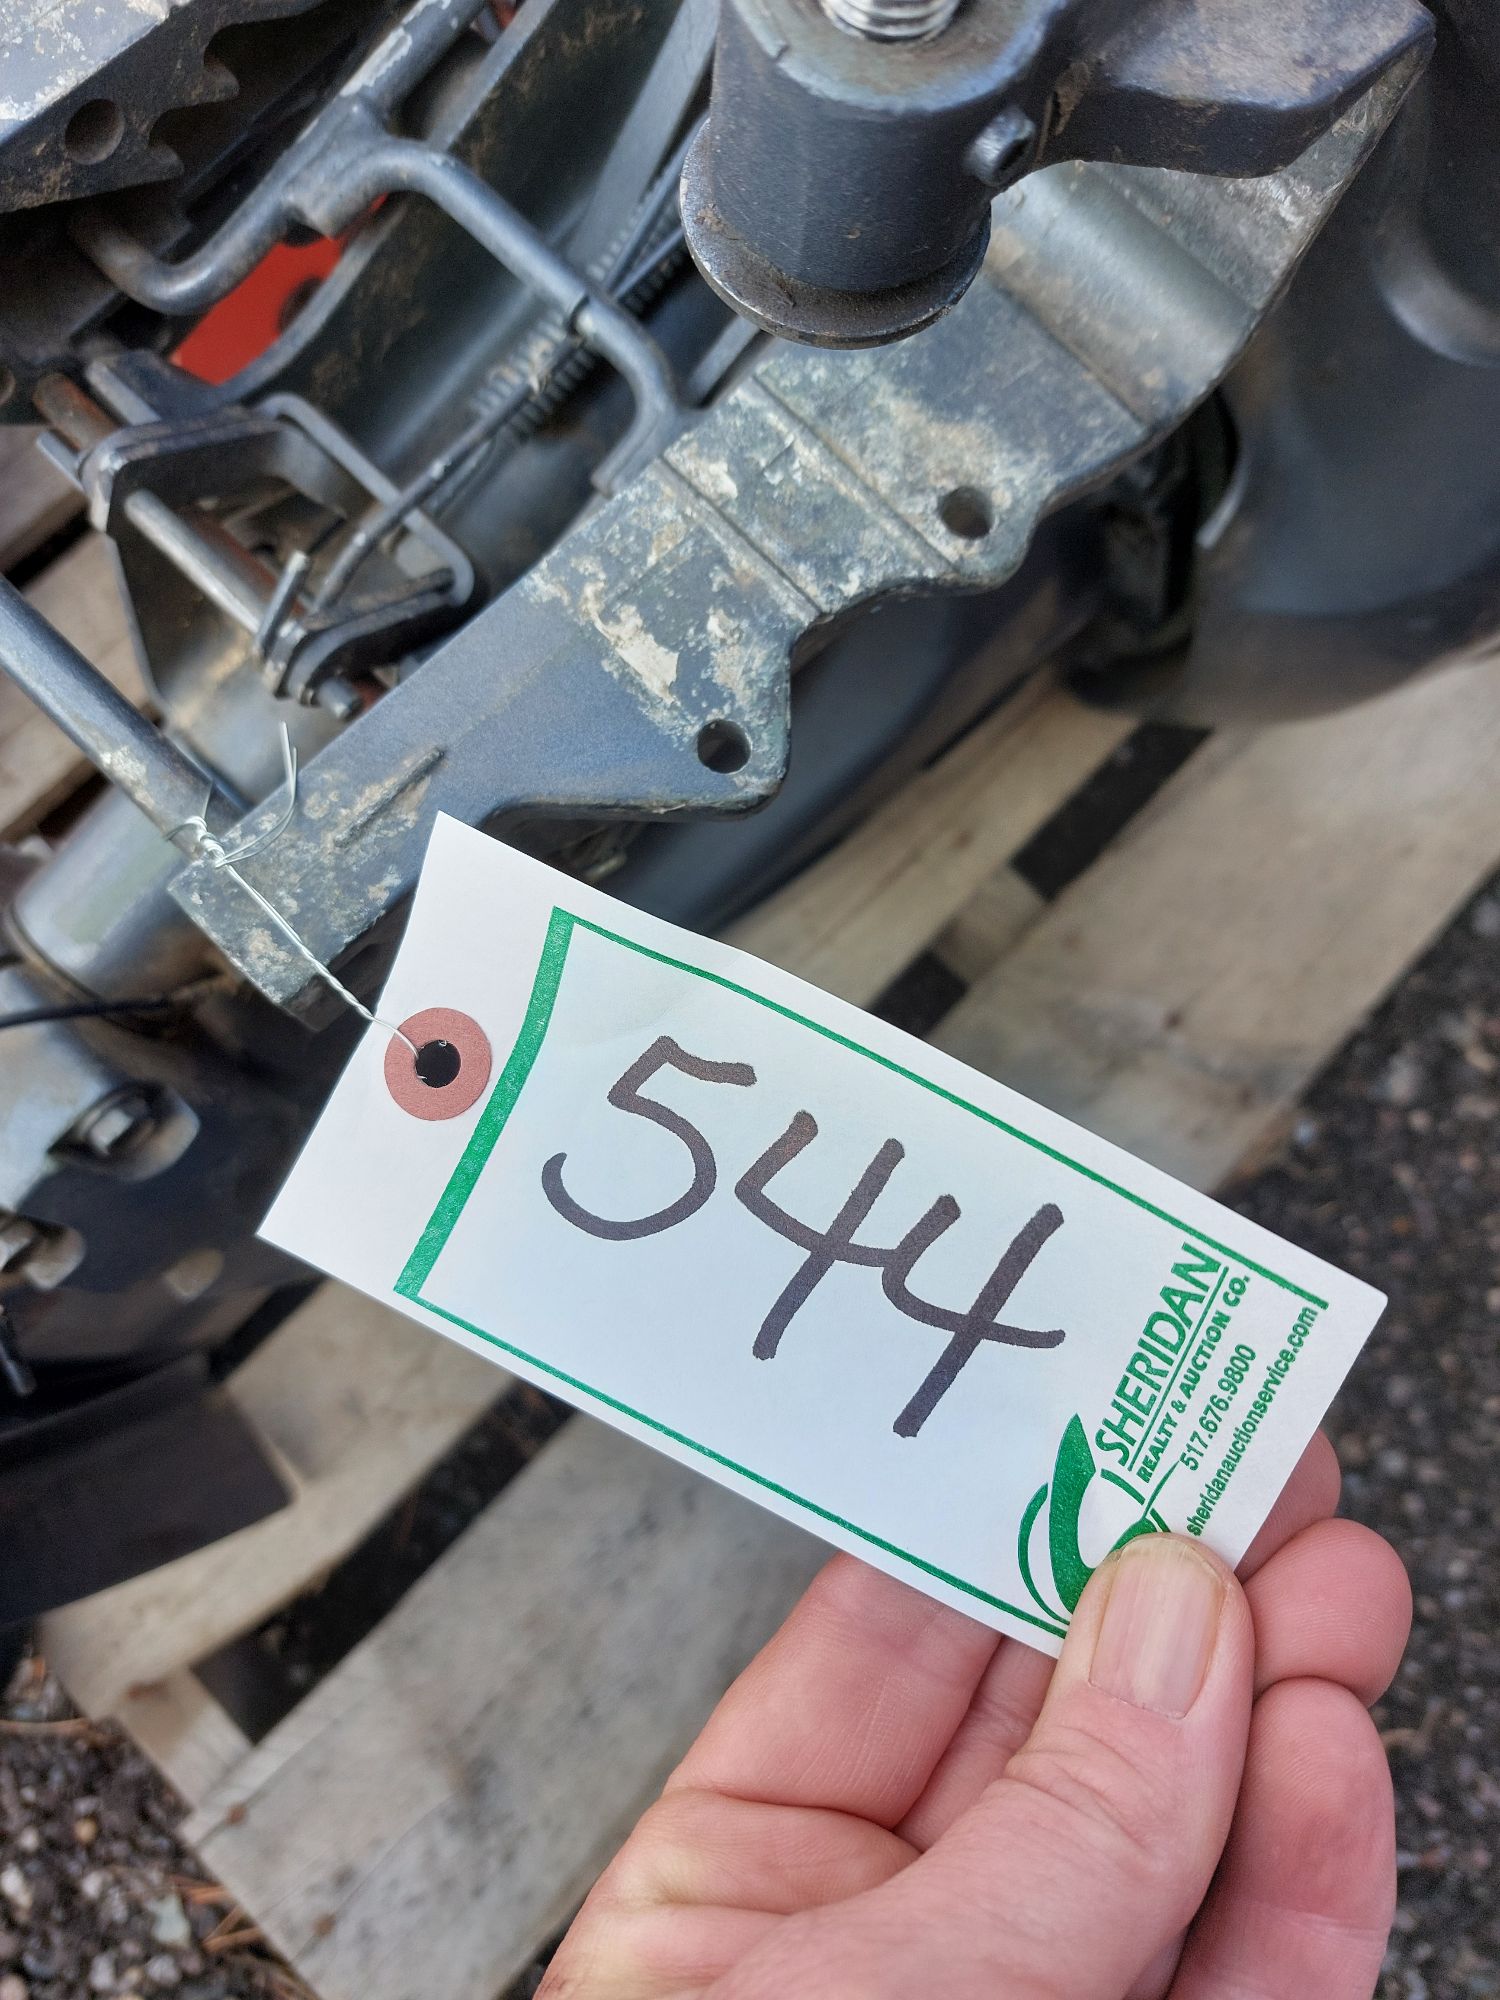 544
SHERIDAN
REALTY & AUCTION CO.
517.676.9800
sheridanauctionservice.com